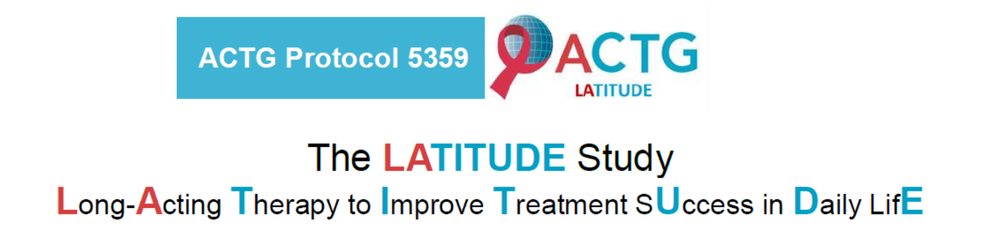 ACTG Protocol 5359
ACTG
LATITUDE
The LATITUDE Study
Long-Acting Therapy to Improve Treatment SUccess in Daily LifE